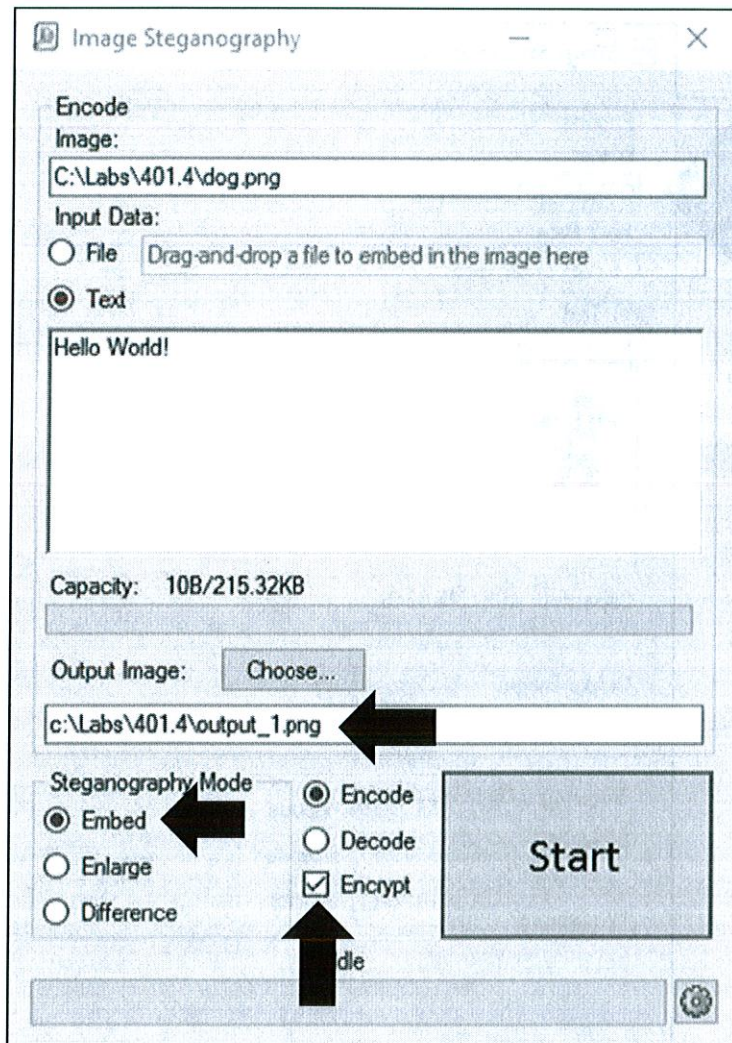 Image Steganography
Encode
Image:
C:\Labs\401.4\dog.png
Input Data:
File Drag-and-drop a file to embed in the image here
Text
Hello World!
Capacity: 10B/215.32KB
Output Image: Choose...
c:\Labs\401.4\output_1.png
Steganography Mode
Embed
Enlarge
Difference
Encode
Decode
Encrypt
Start